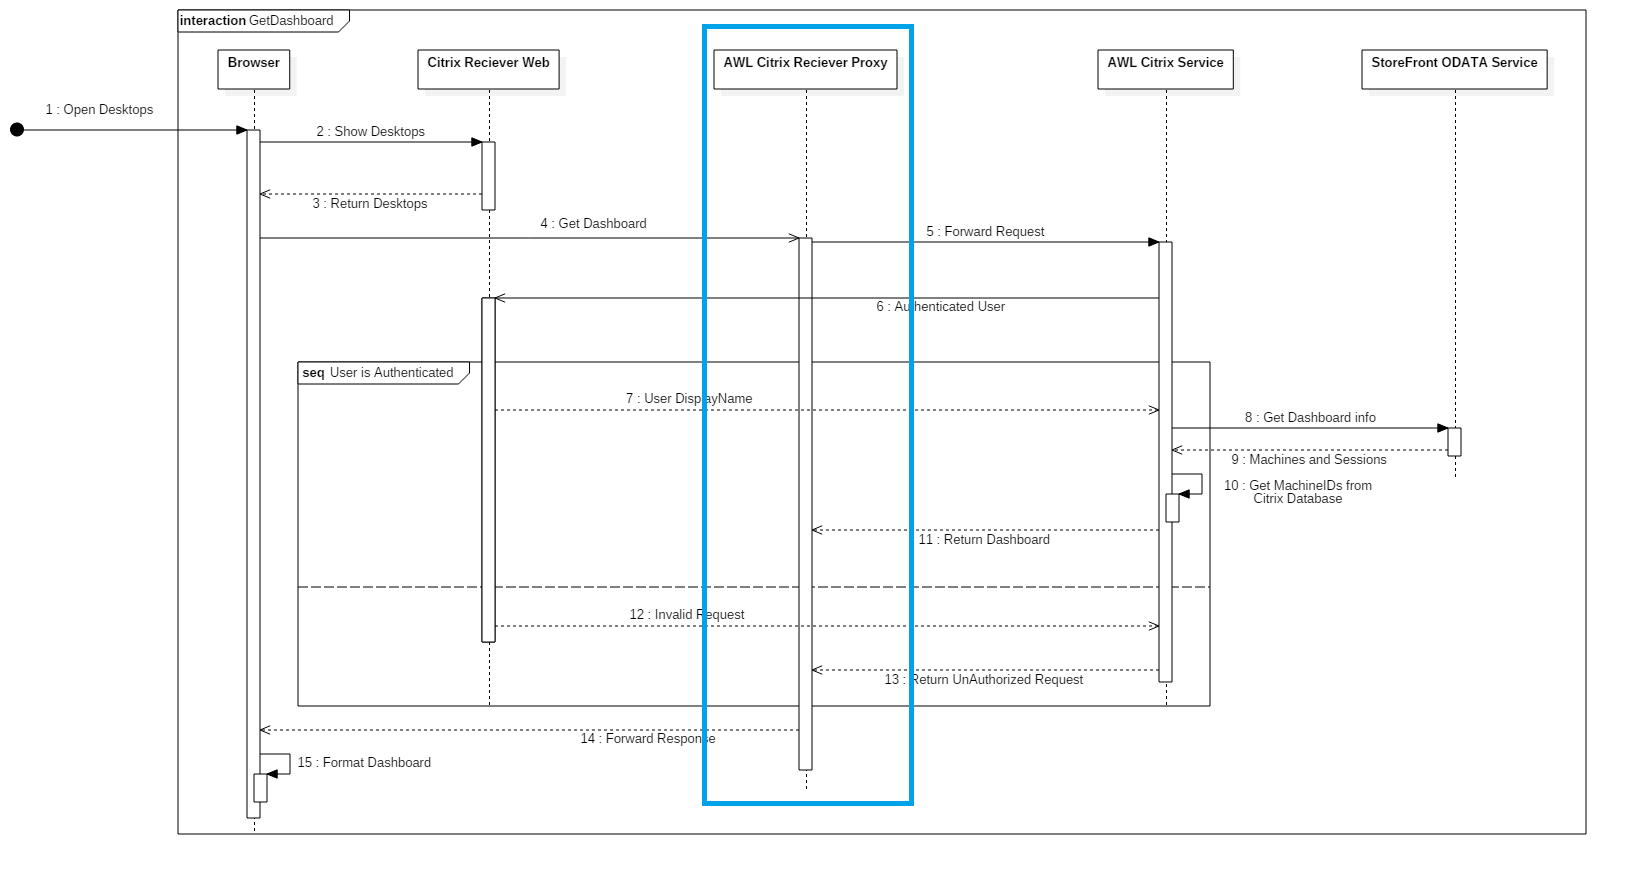 interaction GetDashboard
Browser
Citrix Reciever Web
AWL Citrix Reciever Proxy
AWL Citrix Service
StoreFront ODATA Service
1 : Open Desktops
2 : Show Desktops
3 : Return Desktops
4 : Get Dashboard
5 : Forward Request
6 : Authenticated User
seq User is Authenticated
7 : User DisplayName
8 : Get Dashboard info
9 : Machines and Sessions
10 : Get MachineIDs from
Citrix Database
11 : Return Dashboard
12 : Invalid Request
13 : Return UnAuthorized Request
14 : Forward Response
15 : Format Dashboard